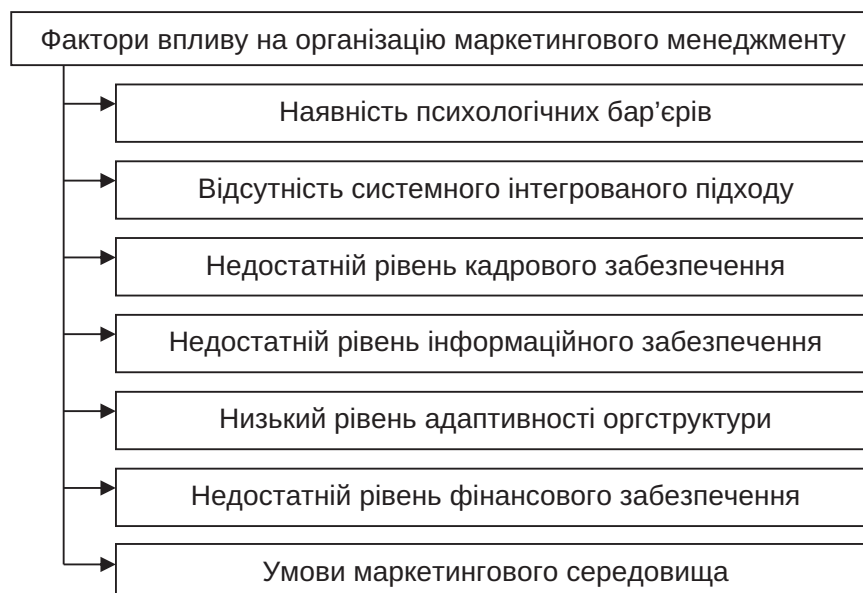 Фактори впливу на організацію маркетингового менеджменту
Наявність психологічних бар’єрів
Відсутність системного інтегрованого підходу
Недостатній рівень кадрового забезпечення
Недостатній рівень інформаційного забезпечення
Низький рівень адаптивності оргструктури
Недостатній рівень фінансового забезпечення
Умови маркетингового середовища